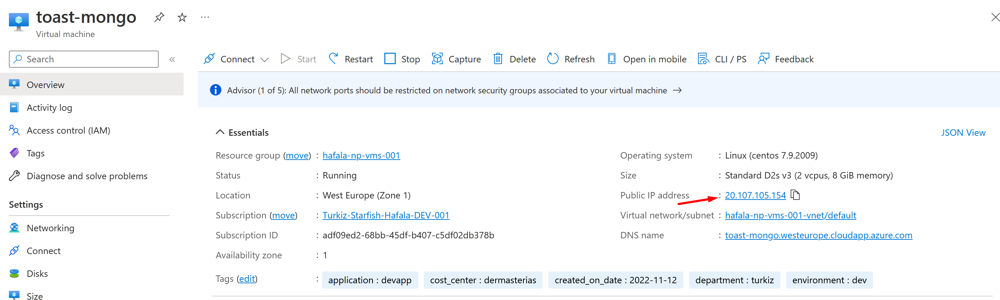 toast-mongo
Virtual machine
Search
Connect Start Restart Stop Capture Delete Refresh Open in mobile CLI / PS Feedback
Overview
Activity log
Access control (IAM)
Tags
Diagnose and solve problems
Settings
Networking
Connect
Disks
Size
Advisor (1 of 5): All network ports should be restricted on network security groups associated to your virtual machine →
Essentials
JSON View
Resource group (move) : hafala-np-vms-001
Status : Running
Location : West Europe (Zone 1)
Subscription (move) : Turkiz-Starfish-Hafala-DEV-001
Subscription ID : adf09ed2-68bb-45df-b407-c5df02db378b
Availability zone : 1
Operating system : Linux (centos 7.9.2009)
Size : Standard D2s v3 (2 vcpus, 8 GiB memory)
Public IP address : 20.107.105.154
Virtual network/subnet : hafala-np-vms-001-vnet/default
DNS name : toast-mongo.westeurope.cloudapp.azure.com
Tags (edit) : application : devapp cost_center : dermasterias created_on_date : 2022-11-12 department : turkiz environment : dev